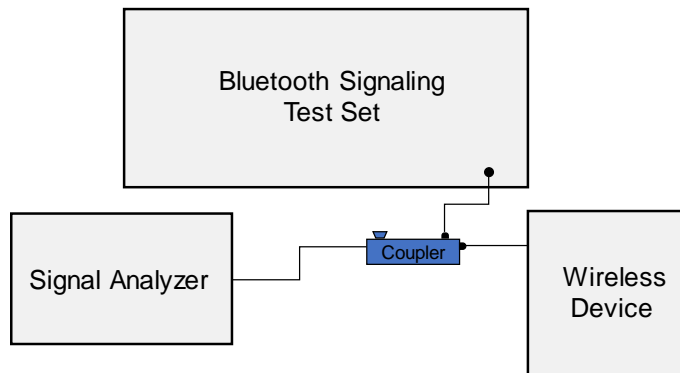 Bluetooth Signaling
Test Set
Signal Analyzer
Coupler
Wireless
Device